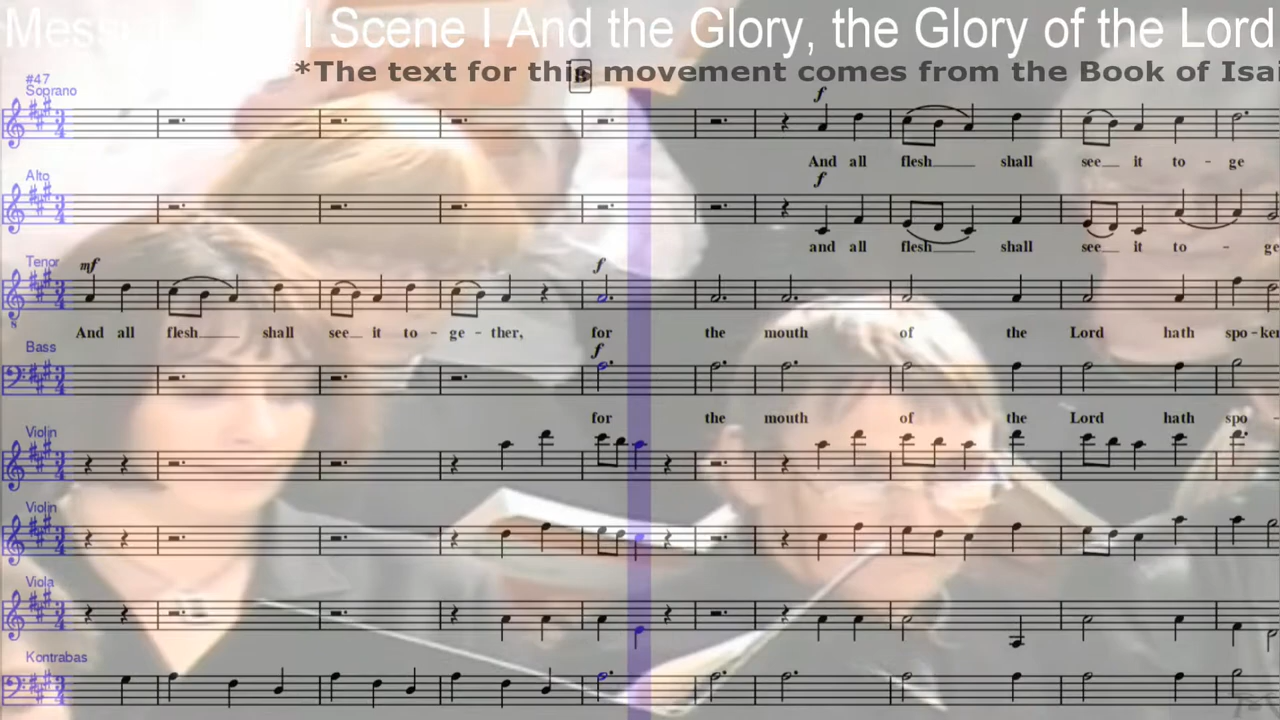 I Scene I And the Glory, the Glory of the Lord
*The text for this movement comes from the Book of Isai
B
#47
Soprano
f
And all flesh shall see it to - ge
Alto
f
and all flesh shall see it to - ge
Tenor
mf f
And all flesh shall see it to - ge - ther, for the mouth of the Lord hath spo - ken
Bass
f
for the mouth of the Lord hath spo
Violin
Violin
Viola
Kontrabas